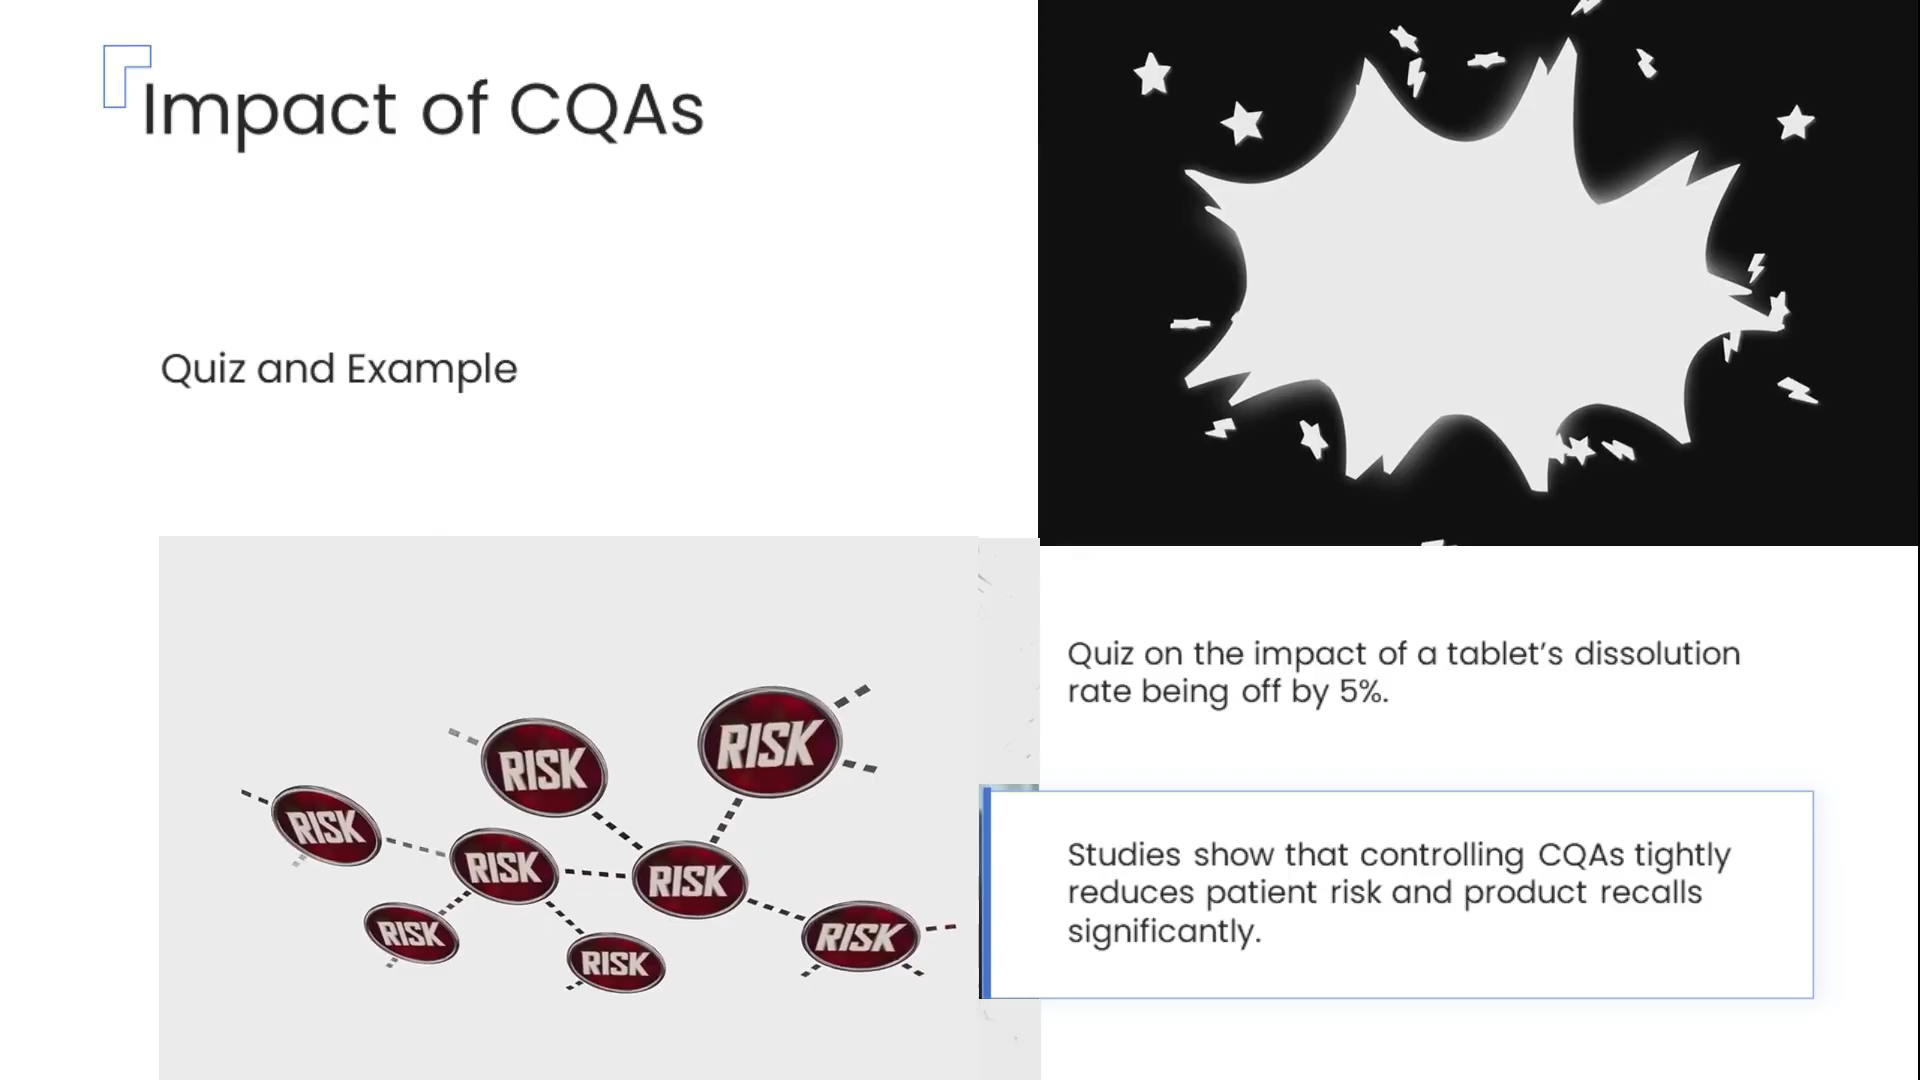 Impact of CQAs
Quiz and Example
Quiz on the impact of a tablet’s dissolution
rate being off by 5%.
Studies show that controlling CQAs tightly
reduces patient risk and product recalls
significantly.
RISK
RISK
RISK
RISK
RISK
RISK
RISK
RISK